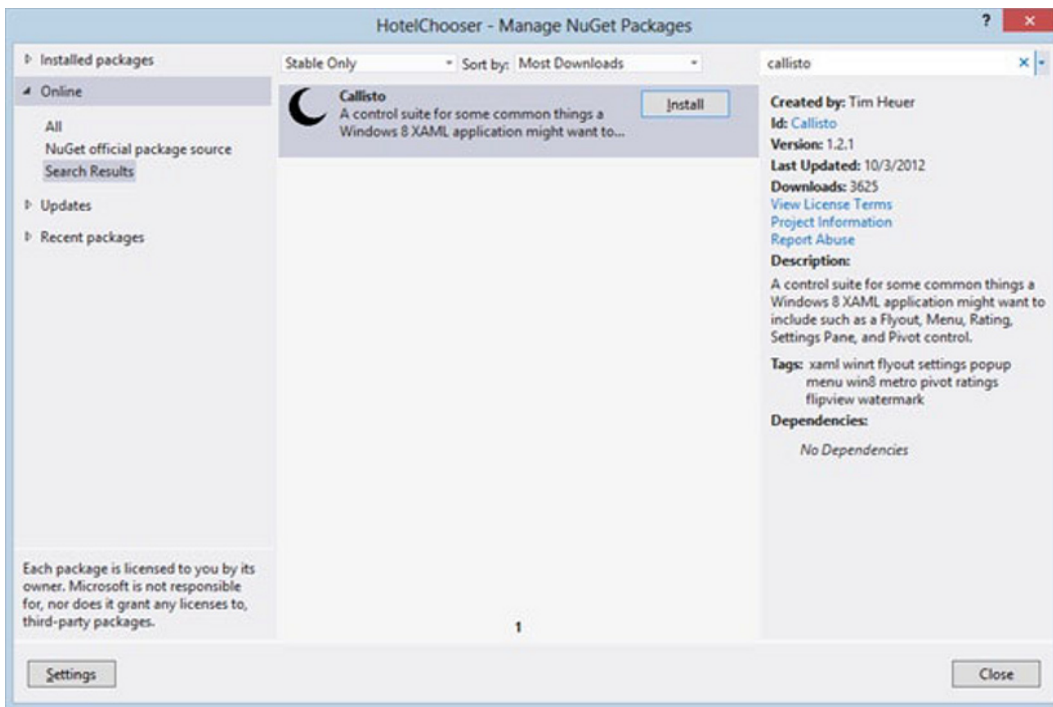 HotelChooser - Manage NuGet Packages
?
×
Installed packages
Online
All
NuGet official package source
Search Results
Updates
Recent packages
Each package is licensed to you by its
owner. Microsoft is not responsible
for, nor does it grant any licenses to,
third-party packages.
Stable Only
Sort by: Most Downloads
Callisto
A control suite for some common things a
Windows 8 XAML application might want to...
Install
1
callisto
×
Created by: Tim Heuer
Id: Callisto
Version: 1.2.1
Last Updated: 10/3/2012
Downloads: 3625
View License Terms
Project Information
Report Abuse
Description:
A control suite for some common things a
Windows 8 XAML application might want to
include such as a Flyout, Menu, Rating,
Settings Pane, and Pivot control.
Tags: xaml winrt flyout settings popup
menu win8 metro pivot ratings
flipview watermark
Dependencies:
No Dependencies
Settings
Close